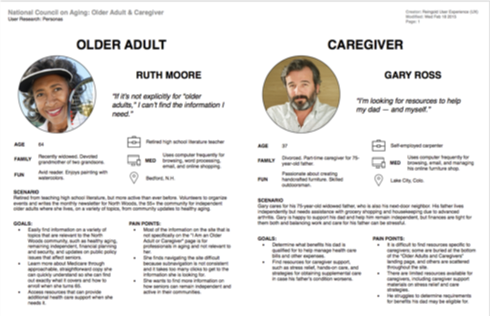 National Council on Aging: Older Adult & Caregiver
User Research: Personas
Page: 1
OLDER ADULT
RUTH MOORE
"If it's not explicitly for "older
adults," I can't find the information I
need."
AGE 64
Retired high school literature teacher
FAMILY Recently widowed. Devoted
grandmother of two grandsons.
MED Uses computer frequently for
browsing, word processing,
email, and online shopping.
FUN Avid reader. Enjoys painting with
watercolors.
Bedford, N.H.
SCENARIO
Retired from teaching high school literature, but more active than ever before. Volunteers to organize
events and writes the monthly newsletter for North Woods, the 55+ community for independent
older adults where she lives, on a variety of topics, from community updates to healthy aging.
GOALS:
• Easily find information on a variety of
topics that are relevant to the North
Woods community, such as healthy aging,
remaining independent, financial planning
and security, and updates on public policy
issues that affect seniors.
• Learn more about Medicare through
approachable, straightforward copy she
can quickly understand so she can find
out exactly what it covers and how to
enroll when she turns 65.
• Access resources that can provide
additional health care support when she
needs it.
PAIN POINTS:
• Most of the information on the site that is
not specifically on the "I Am an Older
Adult or Caregiver" page is for
professionals in aging and not relevant to
her.
• She finds navigating the site difficult
because subnavigation is not consistent
and it takes too many clicks to get to the
information she is looking for.
• She wants to find more information on
how seniors can remain independent and
active in their communities.
CAREGIVER
GARY ROSS
"I'm looking for resources to help
my dad — and myself."
AGE 37
Self-employed carpenter
FAMILY Divorced. Part-time caregiver for 75-
year-old father.
MED Uses computer frequently for
browsing, email, and managing
his online furniture shop.
FUN Passionate about creating
handcrafted furniture. Skilled
outdoorsman.
Lake City, Colo.
SCENARIO
Gary cares for his 75-year-old widowed father, who is also his next-door neighbor. His father lives
independently but needs assistance with grocery shopping and housekeeping due to advanced
arthritis. Gary is happy to support his dad and help him remain independent, but finances are tight for
them both and balancing work and care for his father can be stressful.
GOALS:
• Determine what benefits his dad is
qualified for to help manage health care
bills and other expenses.
• Find resources for caregiver support,
such as stress relief, hands-on care, and
strategies for obtaining supplemental care
in case his father's condition worsens.
PAIN POINTS:
• It is difficult to find resources specific to
caregivers; some are buried at the bottom
of the "Older Adults and Caregivers"
landing page, and others are scattered
throughout the site.
• There are limited resources available for
caregivers, including caregiver support
materials on stress relief and care
strategies.
• He struggles to determine requirements
for benefits his dad may be eligible for.